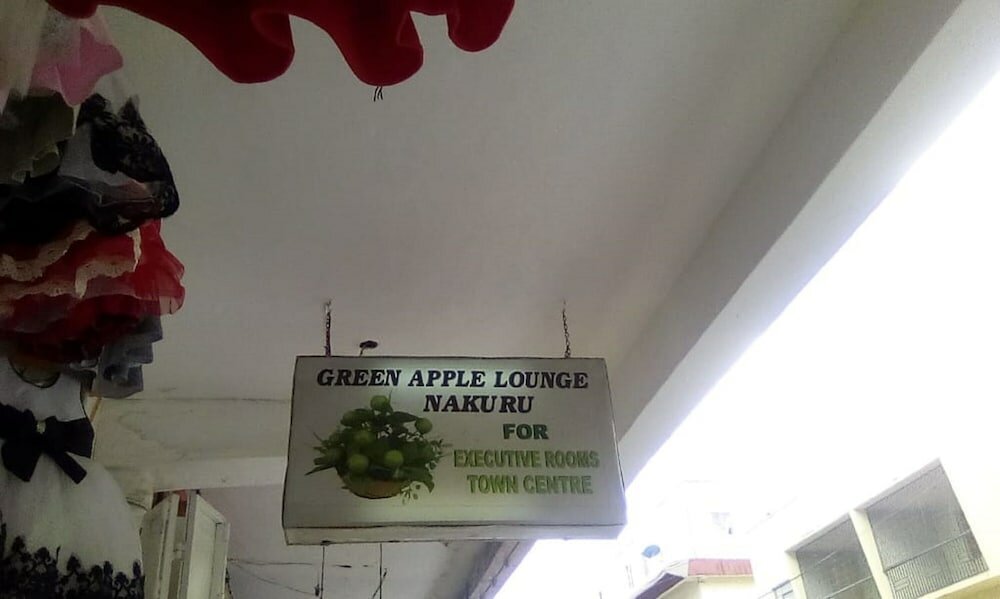 GREEN APPLE LOUNGE
NAKURU
FOR
EXECUTIVE ROOMS
TOWN CENTRE